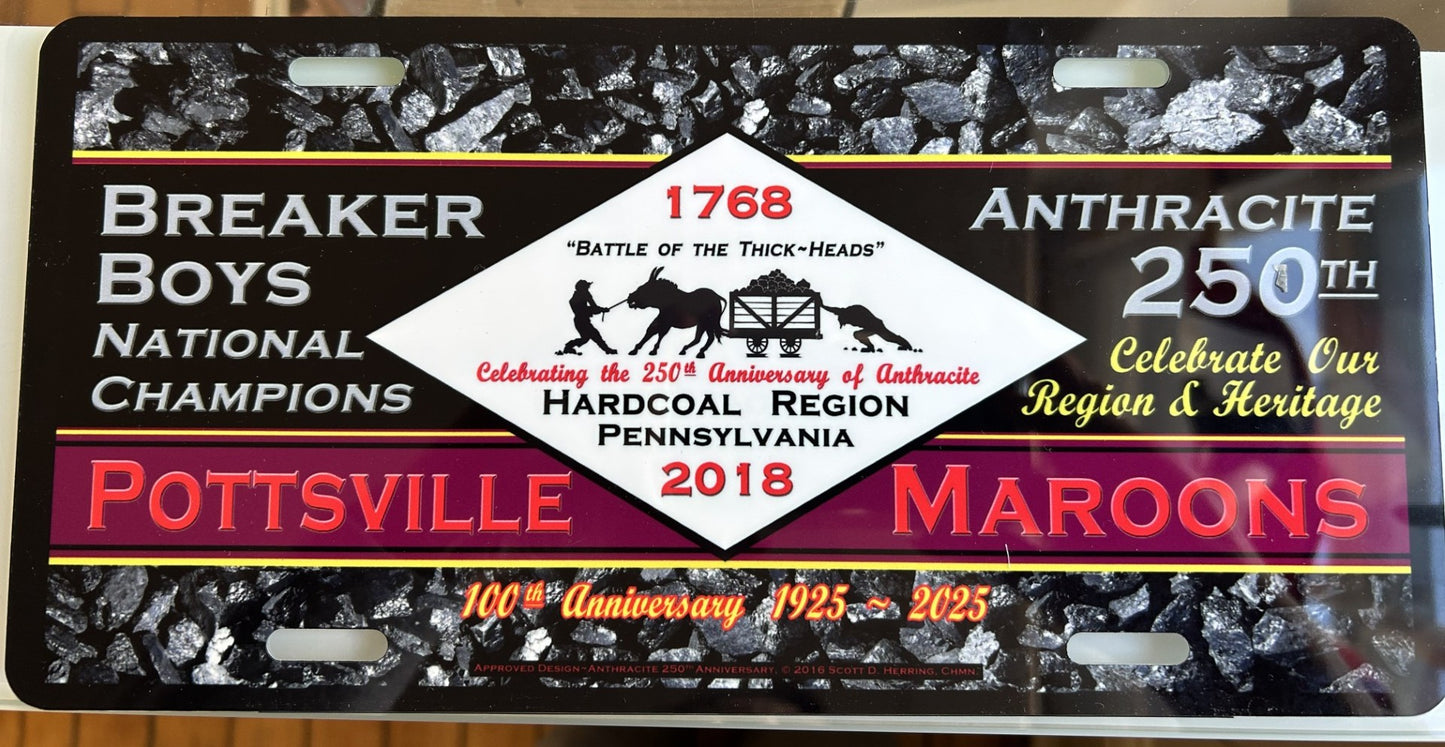 BREAKER
BOYS
NATIONAL
CHAMPIONS
1768
“BATTLE OF THE THICK~HEADS”
Celebrating the 250th Anniversary of Anthracite
HARDCOAL REGION
PENNSYLVANIA
2018
ANTHRACITE
250TH
Celebrate Our
Region & Heritage
POTTSVILLE MAROONS
100th Anniversary 1925 ~ 2025
APPROVED DESIGN~ANTHRACITE 250TH ANNIVERSARY, © 2016 SCOTT D. HERRING, CHMN.